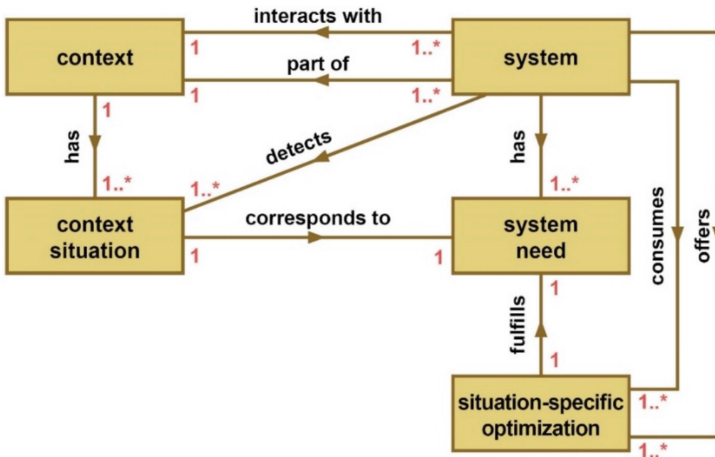 interacts with
context
1
1..*
system
part of
1
1..*
1
has
detects
has
1..*
1..*
1..*
context
situation
corresponds to
1
1
system
need
consumes
offers
1
fulfills
1
situation-specific
optimization
1..*
1..*